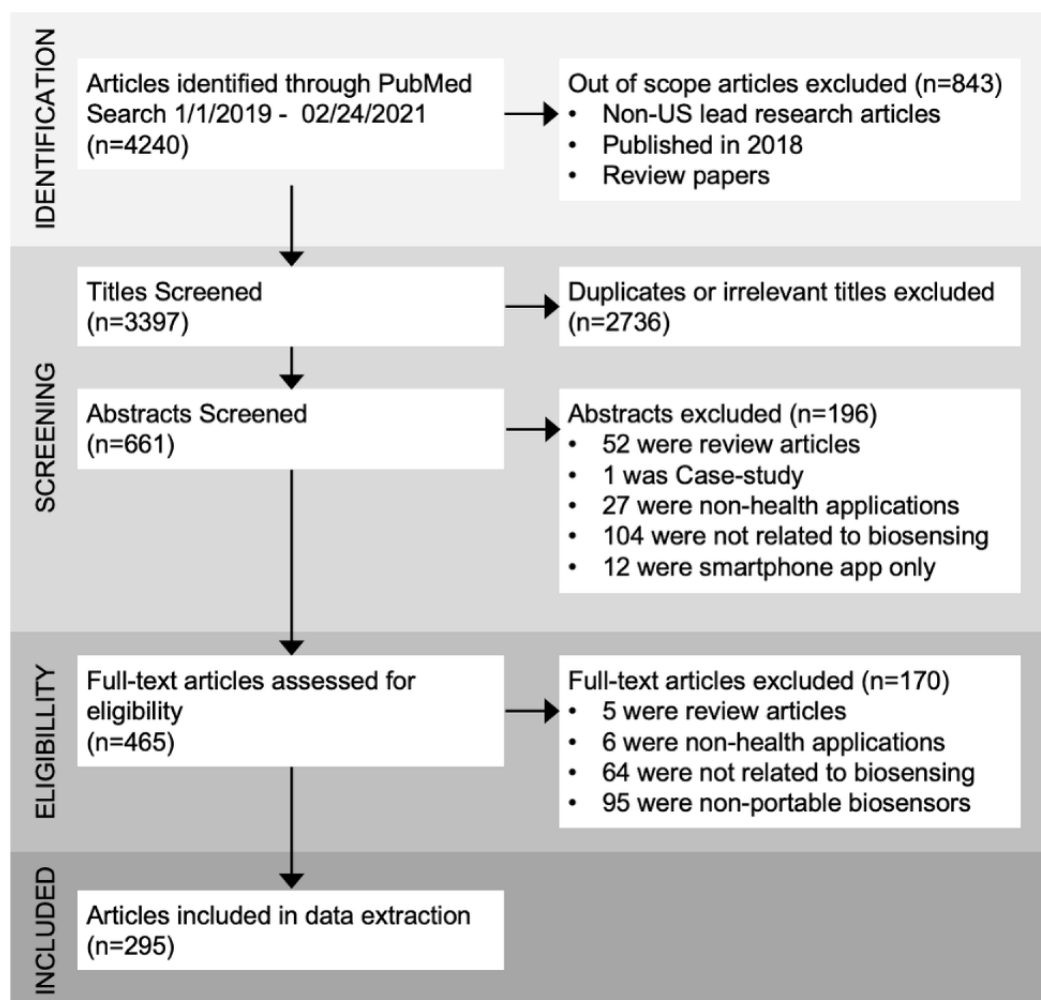 IDENTIFICATION
Articles identified through PubMed
Search 1/1/2019 -  02/24/2021
(n=4240)
Out of scope articles excluded (n=843)
• Non-US lead research articles
• Published in 2018
• Review papers
SCREENING
Titles Screened
(n=3397)
Duplicates or irrelevant titles excluded
(n=2736)
Abstracts Screened
(n=661)
Abstracts excluded (n=196)
• 52 were review articles
• 1 was Case-study
• 27 were non-health applications
• 104 were not related to biosensing
• 12 were smartphone app only
ELIGIBILLITY
Full-text articles assessed for
eligibility
(n=465)
Full-text articles excluded (n=170)
• 5 were review articles
• 6 were non-health applications
• 64 were not related to biosensing
• 95 were non-portable biosensors
INCLUDED
Articles included in data extraction
(n=295)